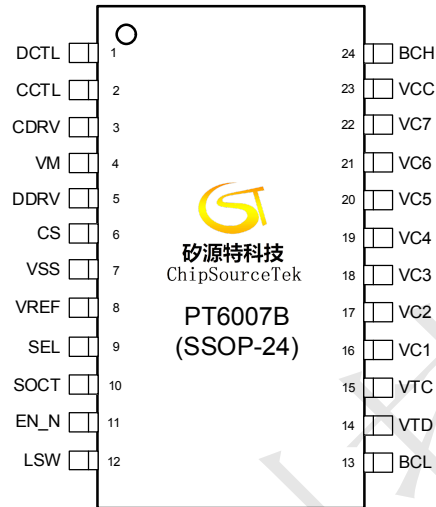 DCTL 1 24 BCH
CCTL 2 23 VCC
CDRV 3 22 VC7
VM 4 21 VC6
DDRV 5 20 VC5
CS 6 19 VC4
VSS 7 18 VC3
VREF 8 17 VC2
SEL 9 16 VC1
SOCT 10 15 VTC
EN_N 11 14 VTD
LSW 12 13 BCL
矽源特科技
ChipSourceTek
PT6007B
(SSOP-24)